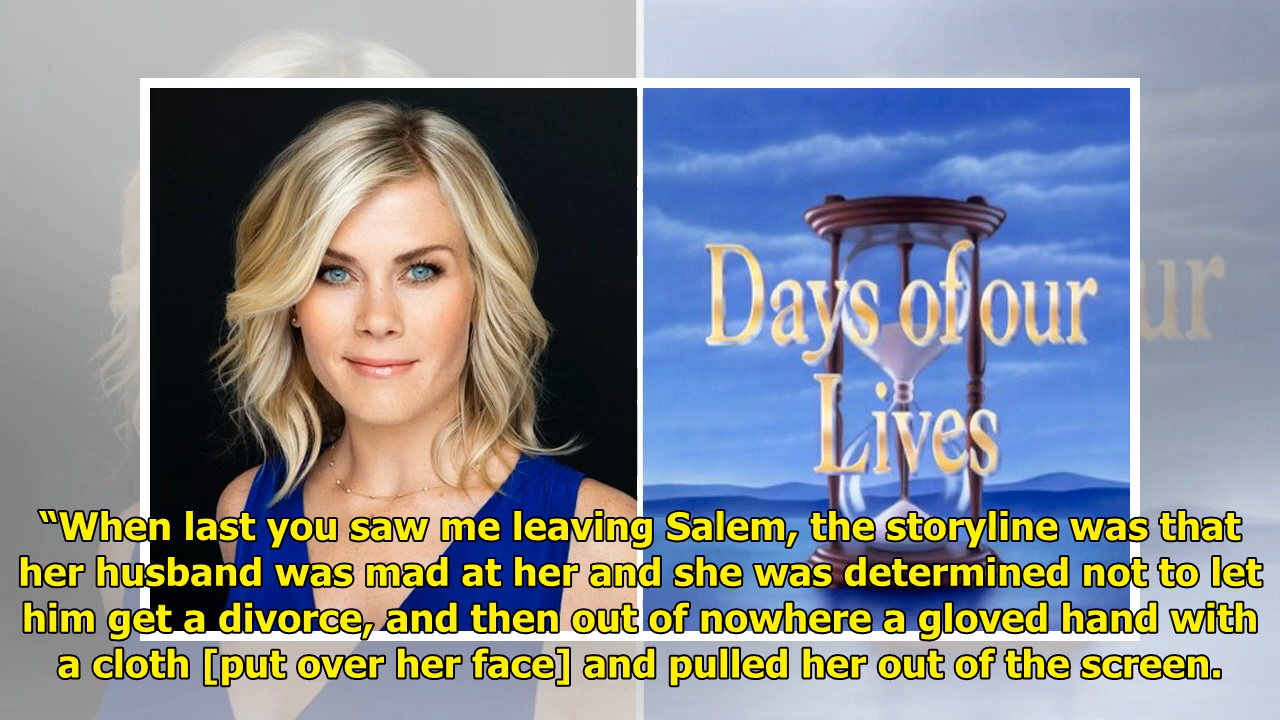 Days of our
Lives
ur
“When last you saw me leaving Salem, the storyline was that
her husband was mad at her and she was determined not to let
him get a divorce, and then out of nowhere a gloved hand with
a cloth [put over her face] and pulled her out of the screen.